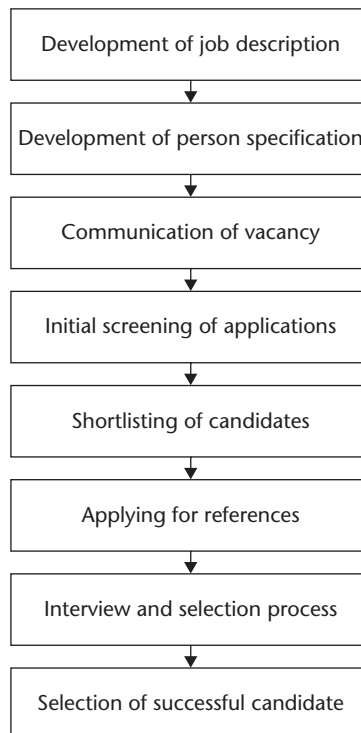 Development of job description
Development of person specification
Communication of vacancy
Initial screening of applications
Shortlisting of candidates
Applying for references
Interview and selection process
Selection of successful candidate